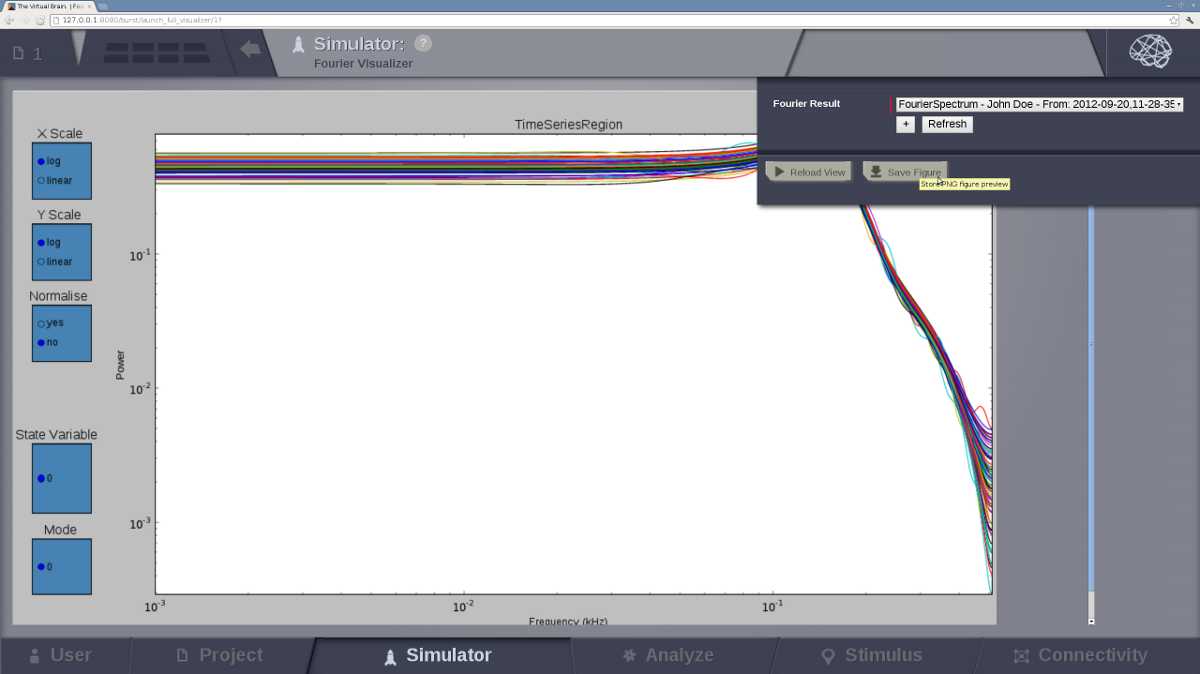 The Virtual Brain. | Fou
127.0.0.1:8080/burst/launch_full_visualizer/17
1
Simulator: ?
Fourier Visualizer
Fourier Result
FourierSpectrum - John Doe - From: 2012-09-20,11-28-35
+ Refresh
Reload View Save Figure
Store PNG figure preview
TimeSeriesRegion
X Scale
log
linear
Y Scale
log
linear
Normalise
yes
no
State Variable
0
Mode
0
Power
10-1
10-2
10-3
10-3 10-2 10-1
Frequency (kHz)
User Project Simulator Analyze Stimulus Connectivity